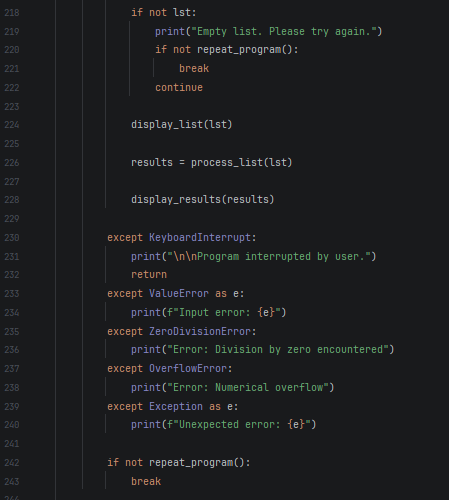 218 if not lst:
219 print("Empty list. Please try again.")
220 if not repeat_program():
221 break
222 continue
223
224 display_list(lst)
225
226 results = process_list(lst)
227
228 display_results(results)
229
230 except KeyboardInterrupt:
231 print("\n\nProgram interrupted by user.")
232 return
233 except ValueError as e:
234 print(f"Input error: {e}")
235 except ZeroDivisionError:
236 print("Error: Division by zero encountered")
237 except OverflowError:
238 print("Error: Numerical overflow")
239 except Exception as e:
240 print(f"Unexpected error: {e}")
241
242 if not repeat_program():
243 break